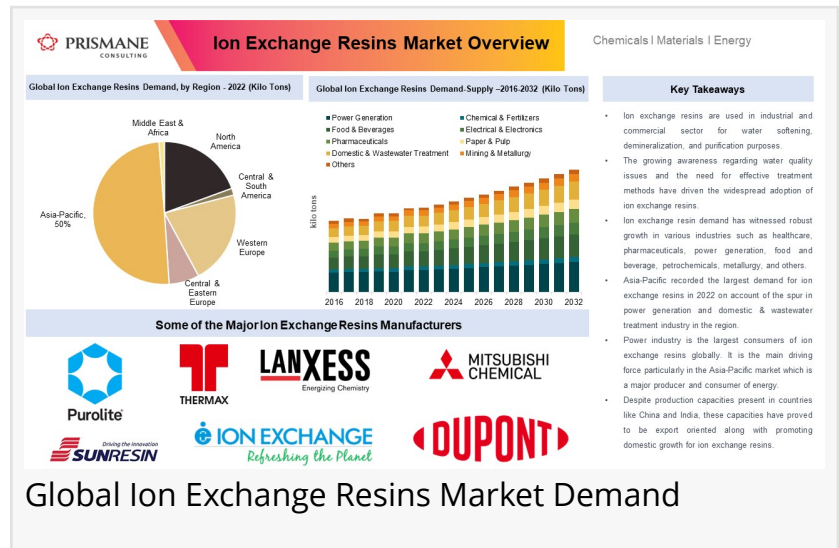 PRISMANE
CONSULTING
Ion Exchange Resins Market Overview
Chemicals I Materials I Energy
Global Ion Exchange Resins Demand, by Region - 2022 (Kilo Tons)
Middle East &
Africa
North
America
Central &
South
America
Asia-Pacific,
50%
Western
Europe
Central &
Eastern
Europe
Global Ion Exchange Resins Demand-Supply –2016-2032 (Kilo Tons)
Power Generation
Chemical & Fertilizers
Food & Beverages
Electrical & Electronics
Pharmaceuticals
Paper & Pulp
Domestic & Wastewater Treatment
Mining & Metallurgy
Others
kilo tons
2016 2018 2020 2022 2024 2026 2028 2030 2032
Key Takeaways
• Ion exchange resins are used in industrial and
commercial sector for water softening,
demineralization, and purification purposes.
• The growing awareness regarding water quality
issues and the need for effective treatment
methods have driven the widespread adoption of
ion exchange resins.
• Ion exchange resin demand has witnessed robust
growth in various industries such as healthcare,
pharmaceuticals, power generation, food and
beverage, petrochemicals, metallurgy, and others.
• Asia-Pacific recorded the largest demand for ion
exchange resins in 2022 on account of the spur in
power generation and domestic & wastewater
treatment industry in the region.
• Power industry is the largest consumers of ion
exchange resins globally. It is the main driving
force particularly in the Asia-Pacific market which is
a major producer and consumer of energy.
• Despite production capacities present in countries
like China and India, these capacities have proved
to be export oriented along with promoting
domestic growth for ion exchange resins.
Some of the Major Ion Exchange Resins Manufacturers
Purolite
THERMAX
LANXESS
Energizing Chemistry
MITSUBISHI
CHEMICAL
Driving the innovation
SUNRESIN
ION EXCHANGE
Refreshing the Planet
DUPONT
Global Ion Exchange Resins Market Demand